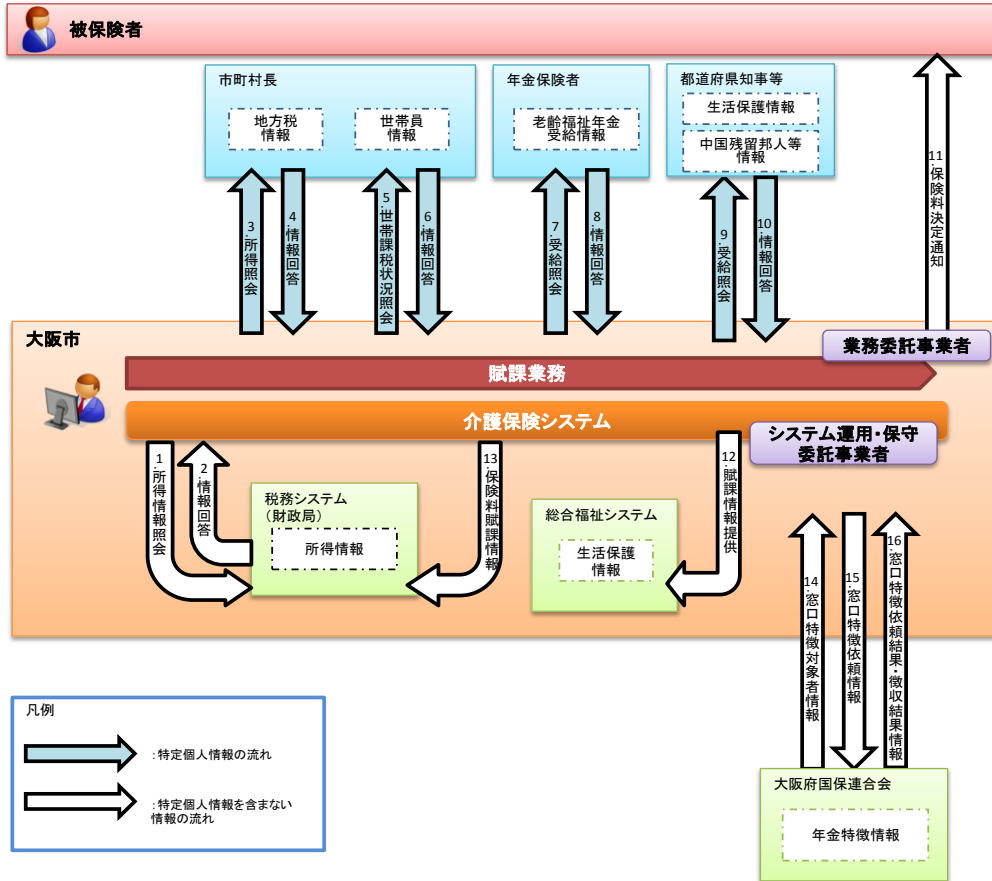 被保険者
市町村長
地方税
情報
世帯員
情報
年金保険者
老齢福祉年金
受給情報
都道府県知事等
生活保護情報
中国残留邦人等
情報
3.所得照会
4.情報回答
5.世帯課税状況照会
6.情報回答
7.受給照会
8.情報回答
9.受給照会
10.情報回答
11.保険料決定通知
大阪市
業務委託事業者
賦課業務
介護保険システム
システム運用・保守
委託事業者
1.所得情報照会
2.情報回答
13.保険料賦課情報
12.賦課情報提供
税務システム
（財政局）
所得情報
総合福祉システム
生活保護
情報
14.窓口特徴対象者情報
15.窓口特徴依頼情報
16.窓口特徴依頼結果・徴収結果情報
凡例
：特定個人情報の流れ
：特定個人情報を含まない
情報の流れ
大阪府国保連合会
年金特徴情報